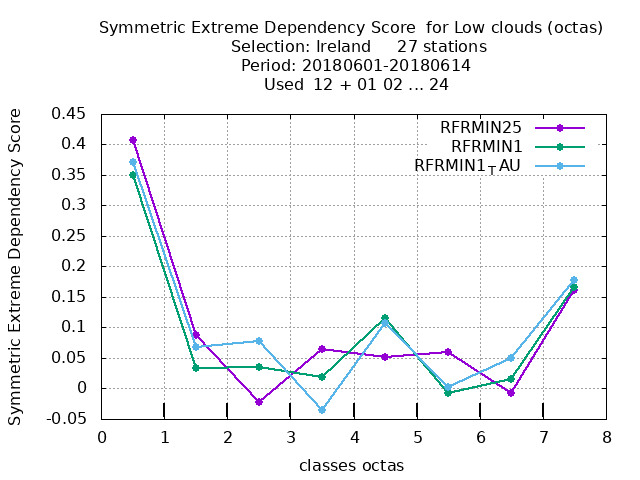 Symmetric Extreme Dependency Score  for Low clouds (octas)
Selection: Ireland     27 stations
Period: 20180601-20180614
Used  12 + 01 02 ... 24
Symmetric Extreme Dependency Score
0.45
0.4
0.35
0.3
0.25
0.2
0.15
0.1
0.05
0
-0.05
RFRMIN25
RFRMIN1
RFRMIN1TAU
0 1 2 3 4 5 6 7 8
classes octas